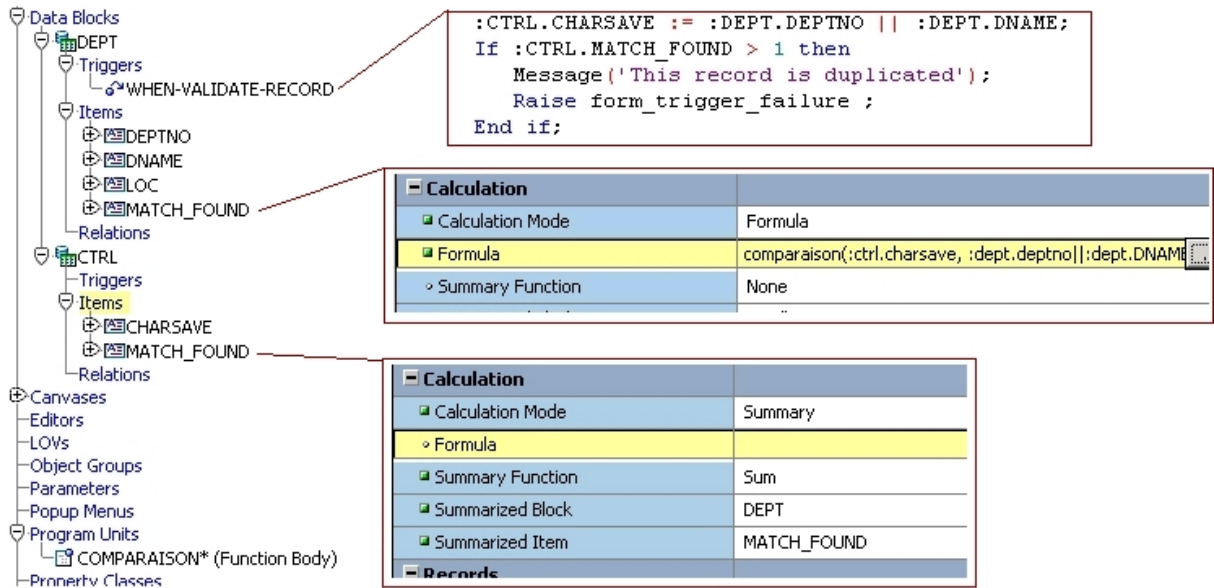 Data Blocks
DEPT
Triggers
WHEN-VALIDATE-RECORD
Items
DEPTNO
DNAME
LOC
MATCH_FOUND
Relations
CTRL
Triggers
Items
CHARSAVE
MATCH_FOUND
Relations
Canvases
Editors
LOVs
Object Groups
Parameters
Popup Menus
Program Units
COMPARAISON* (Function Body)
Property Classes
:CTRL.CHARSAVE := :DEPT.DEPTNO || :DEPT.DNAME;
If :CTRL.MATCH_FOUND > 1 then
Message('This record is duplicated');
Raise form_trigger_failure ;
End if;
Calculation
Calculation Mode Formula
Formula comparaison(:ctrl.charsave, :dept.deptno||:dept.DNAME ...
Summary Function None
Calculation
Calculation Mode Summary
Formula
Summary Function Sum
Summarized Block DEPT
Summarized Item MATCH_FOUND
Records